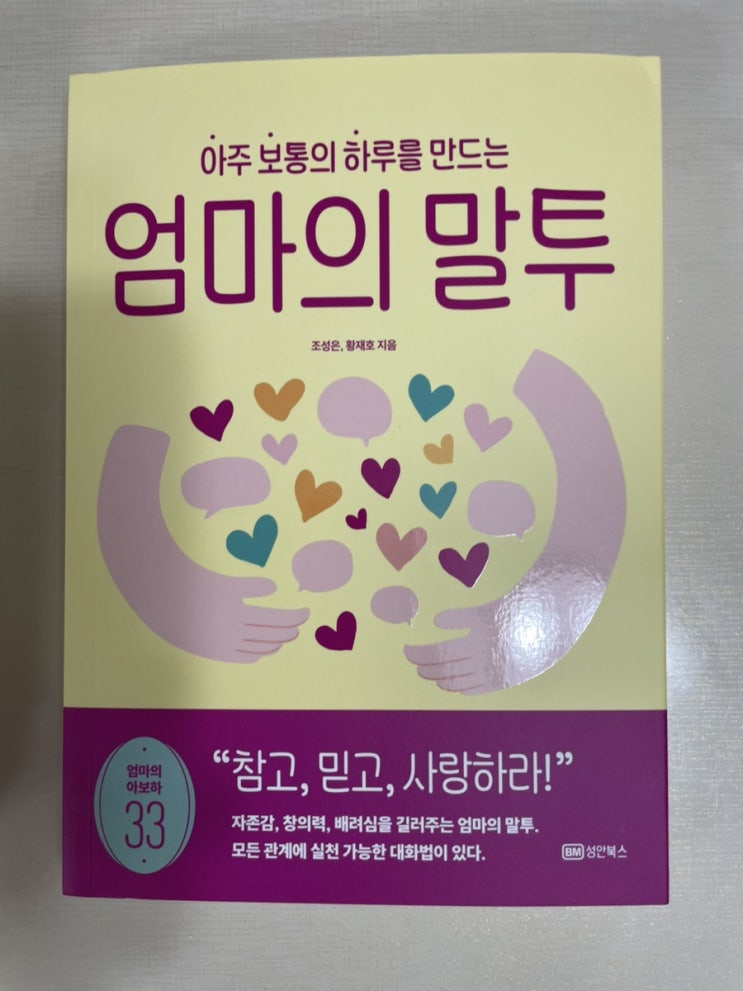 아주 보통의 하루를 만드는
엄마의 말투
조성은, 황재호 지음
엄마의
아보하
33
“참고, 믿고, 사랑하라!”
자존감, 창의력, 배려심을 길러주는 엄마의 말투.
모든 관계에 실천 가능한 대화법이 있다.
BM 성안북스